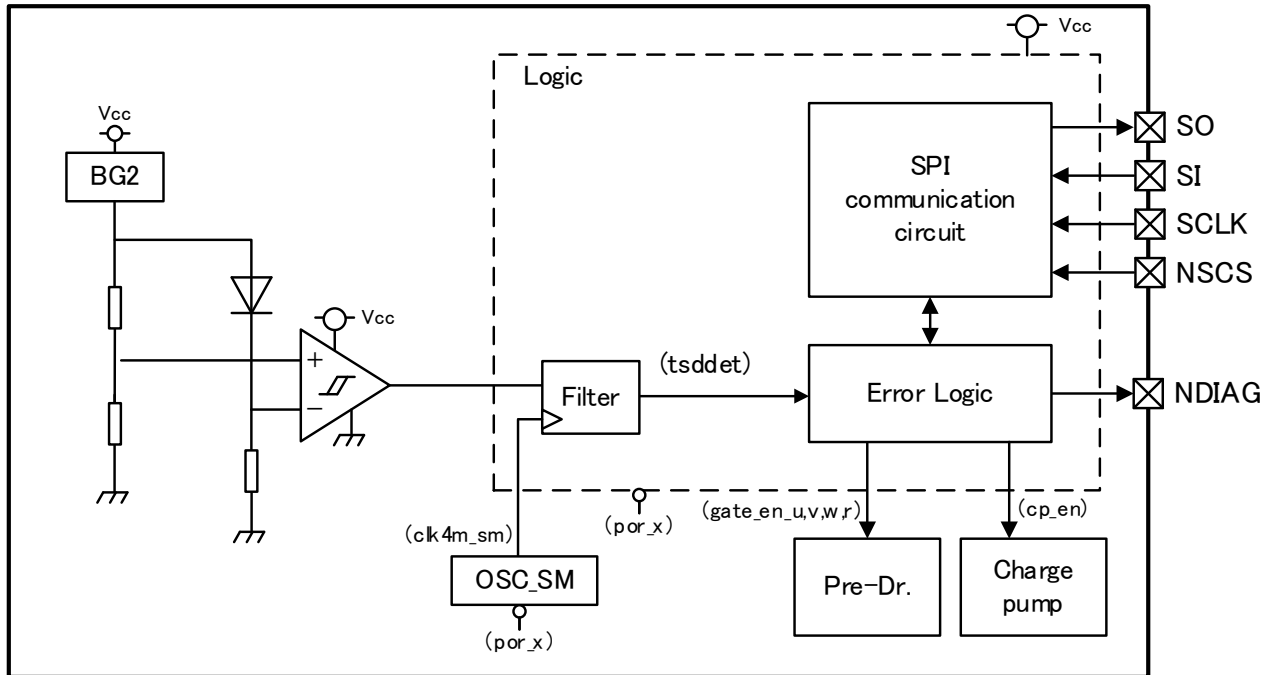 Vcc
Logic
Vcc
BG2
SPI
communication
circuit
SO
SI
SCLK
NSCS
Vcc
+
−
Filter
(tsddet)
Error Logic
NDIAG
(clk4m_sm)
(por_x)
(gate_en_u,v,w,r)
(cp_en)
OSC_SM
(por_x)
Pre-Dr.
Charge
pump